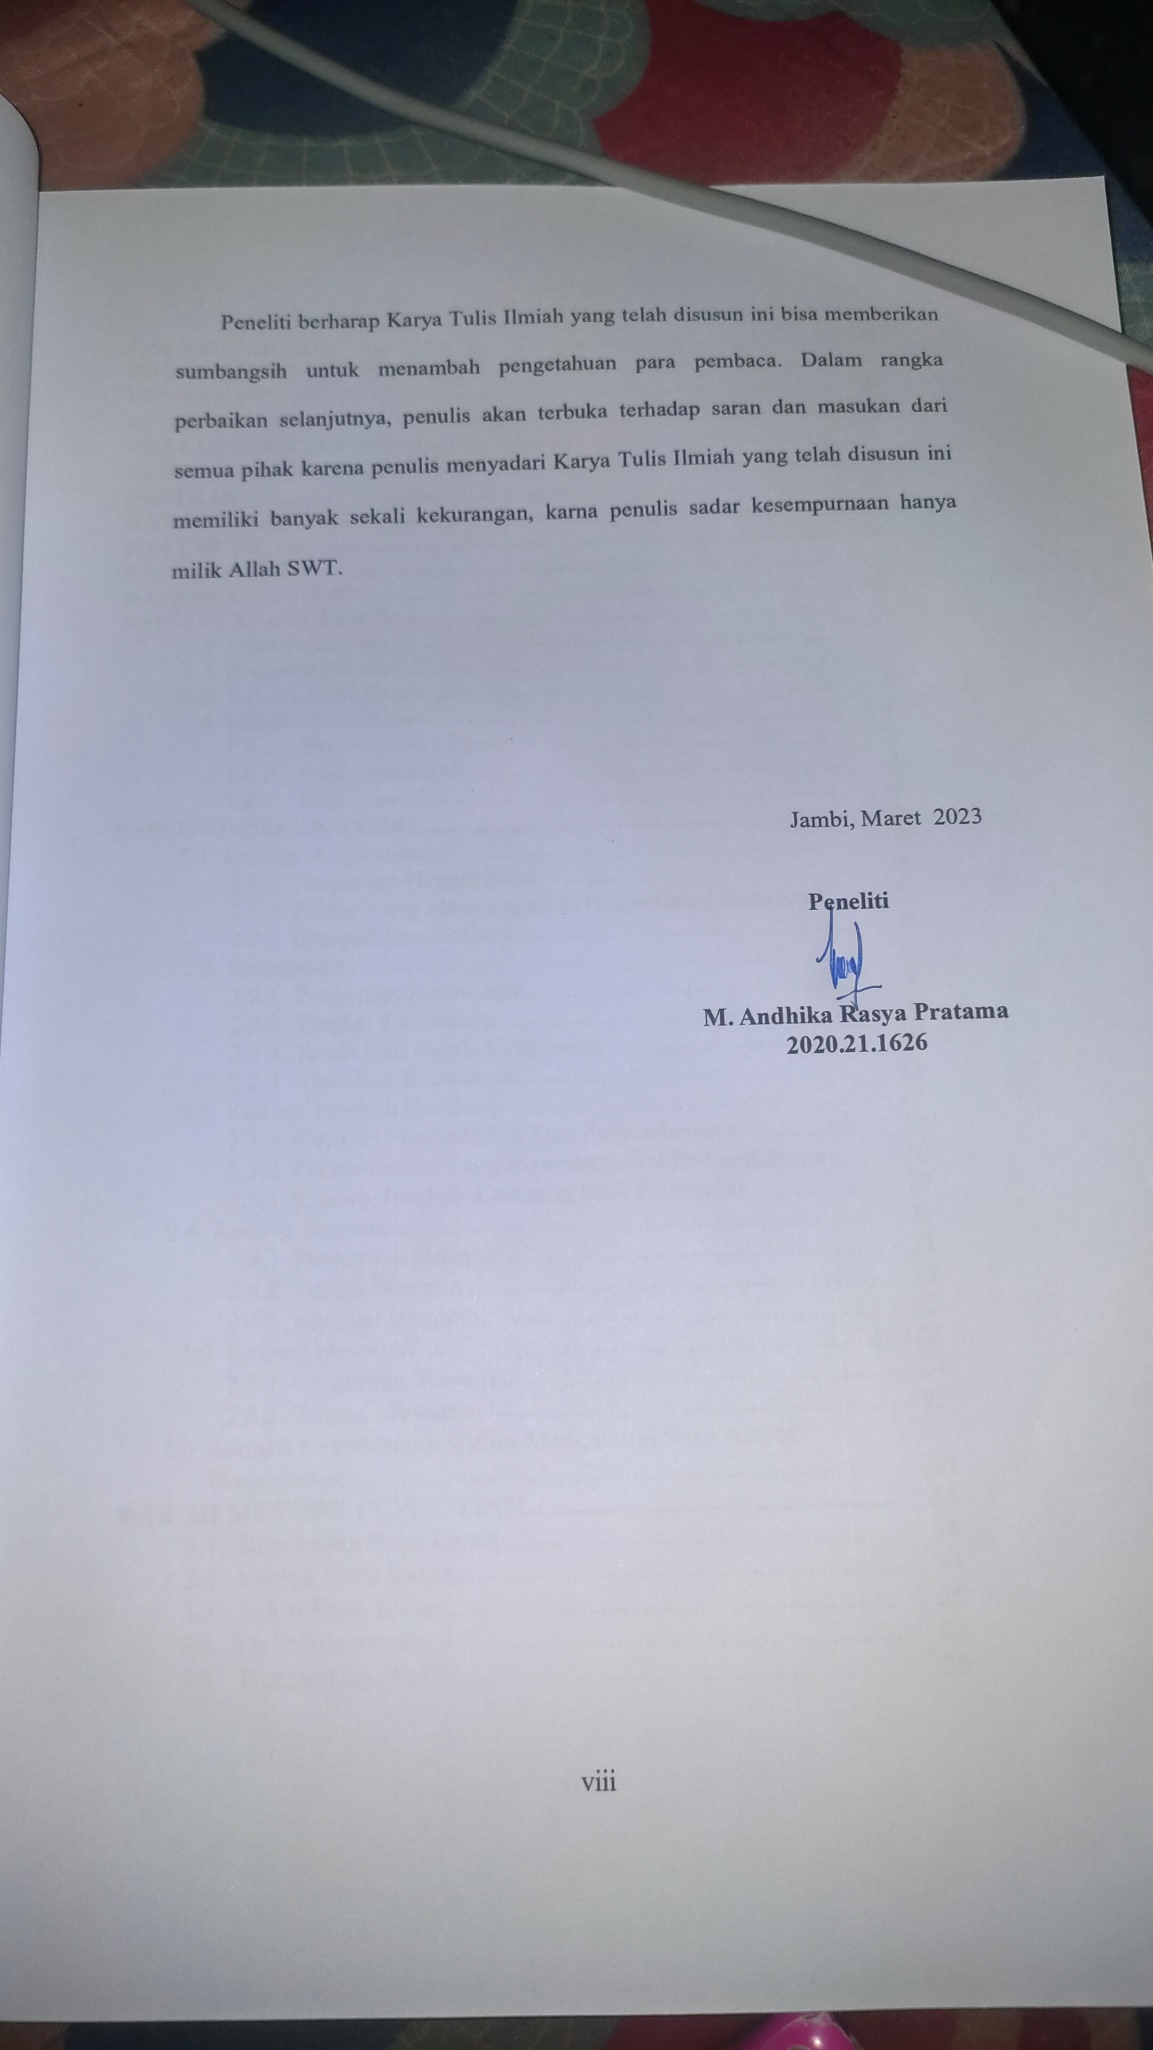 Peneliti berharap Karya Tulis Ilmiah yang telah disusun ini bisa memberikan
sumbangsih untuk menambah pengetahuan para pembaca. Dalam rangka
perbaikan selanjutnya, penulis akan terbuka terhadap saran dan masukan dari
semua pihak karena penulis menyadari Karya Tulis Ilmiah yang telah disusun ini
memiliki banyak sekali kekurangan, karna penulis sadar kesempurnaan hanya
milik Allah SWT.
Jambi, Maret 2023
Peneliti
M. Andhika Rasya Pratama
2020.21.1626
viii